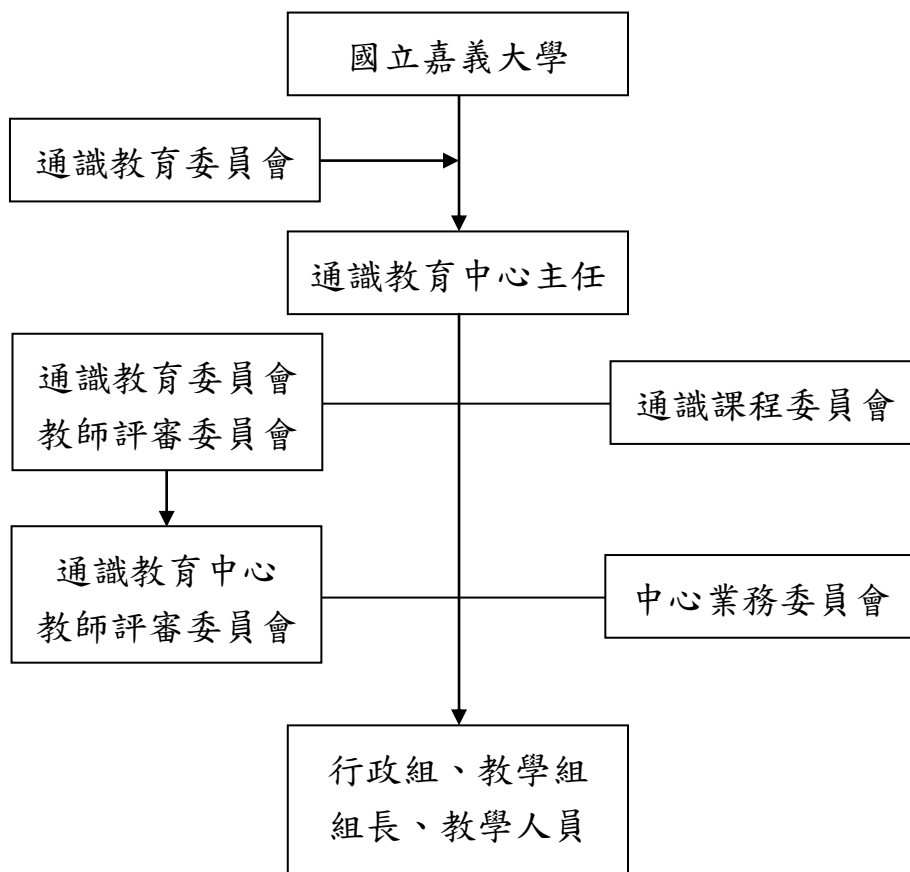 國立嘉義大學
通識教育委員會
通識教育中心主任
通識教育委員會
教師評審委員會
通識課程委員會
通識教育中心
教師評審委員會
中心業務委員會
行政組、教學組
組長、教學人員